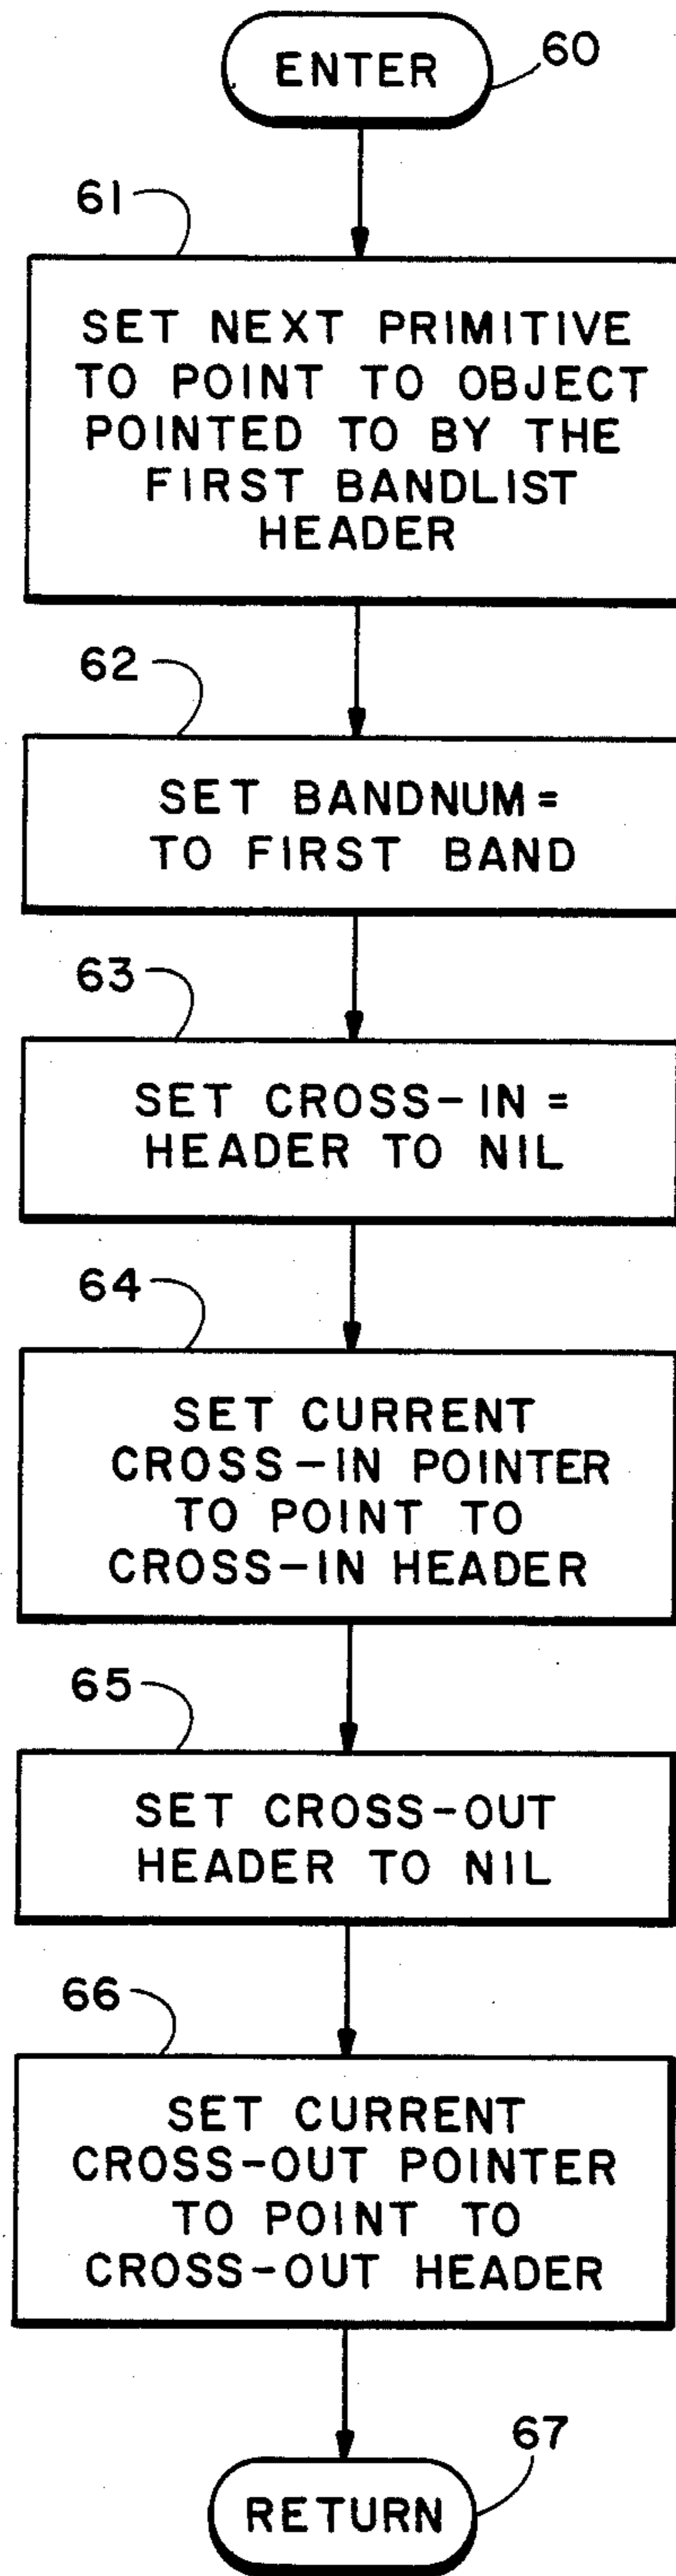 ENTER
60
61
SET NEXT PRIMITIVE
TO POINT TO OBJECT
POINTED TO BY THE
FIRST BANDLIST
HEADER
62
SET BANDNUM=
TO FIRST BAND
63
SET CROSS-IN =
HEADER TO NIL
64
SET CURRENT
CROSS-IN POINTER
TO POINT TO
CROSS-IN HEADER
65
SET CROSS-OUT
HEADER TO NIL
66
SET CURRENT
CROSS-OUT POINTER
TO POINT TO
CROSS-OUT HEADER
67
RETURN